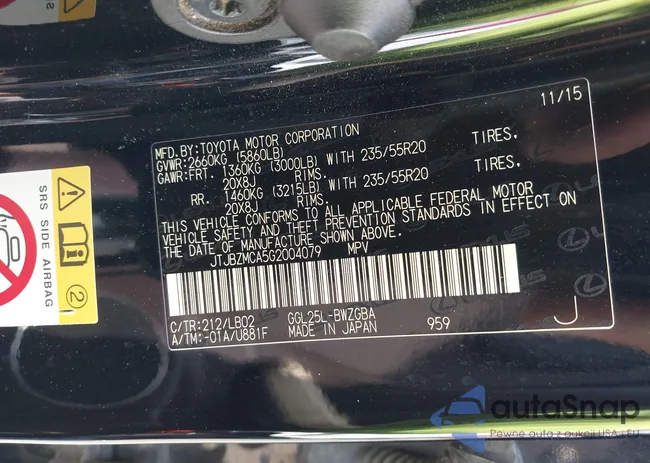 11/15
MFD.BY:TOYOTA MOTOR CORPORATION
GVWR:2660KG (5860LB)
GAWR:FRT. 1360KG (3000LB) WITH 235/55R20 TIRES.
20X8J RIMS.
RR. 1460KG (3215LB) WITH 235/55R20 TIRES.
20X8J RIMS.
THIS VEHICLE CONFORMS TO ALL APPLICABLE FEDERAL MOTOR
VEHICLE SAFETY AND THEFT PREVENTION STANDARDS IN EFFECT ON
THE DATE OF MANUFACTURE SHOWN ABOVE.
JTJBZMCA5G2004079 MPV
C/TR:212/LB02 GGL25L-BWZGBA
A/TM:-01A/U881F MADE IN JAPAN 959 J
SRS SIDE AIRBAG
2
LEXUS
autoSnap
Pewne auto z aukcji USA i EU